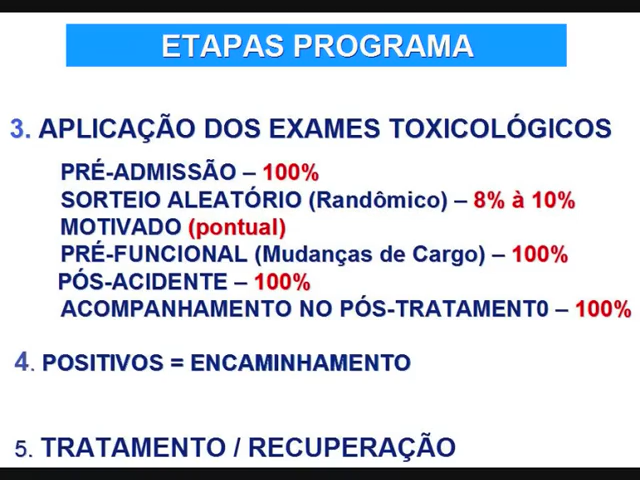 ETAPAS PROGRAMA
3. APLICAÇÃO DOS EXAMES TOXICOLÓGICOS
PRÉ-ADMISSÃO – 100%
SORTEIO ALEATÓRIO (Randômico) – 8% à 10%
MOTIVADO (pontual)
PRÉ-FUNCIONAL (Mudanças de Cargo) – 100%
PÓS-ACIDENTE – 100%
ACOMPANHAMENTO NO PÓS-TRATAMENT0 – 100%
4. POSITIVOS = ENCAMINHAMENTO
5. TRATAMENTO / RECUPERAÇÃO